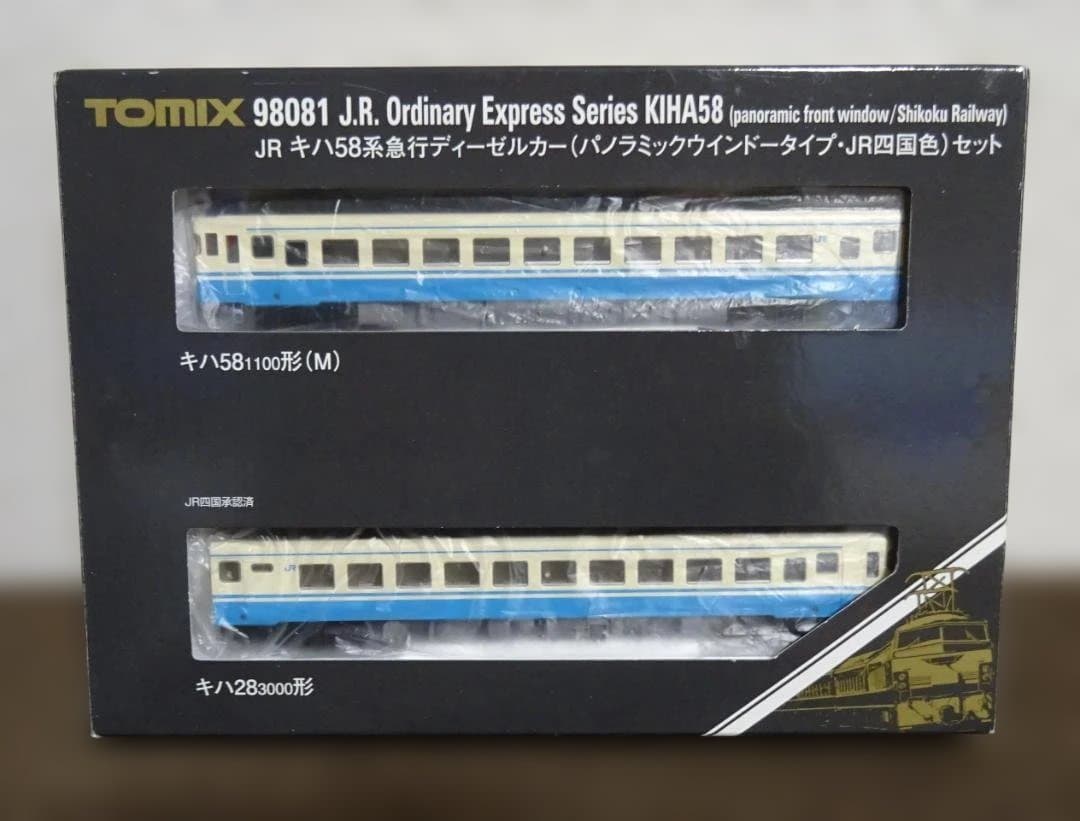 TOMIX 98081 J.R. Ordinary Express Series KIHA58 (panoramic front window/Shikoku Railway)
JR キハ58系急行ディーゼルカー(パノラミックウインドータイプ・JR四国色)セット
JR
キハ581100形(M)
JR四国承認済
JR
キハ283000形